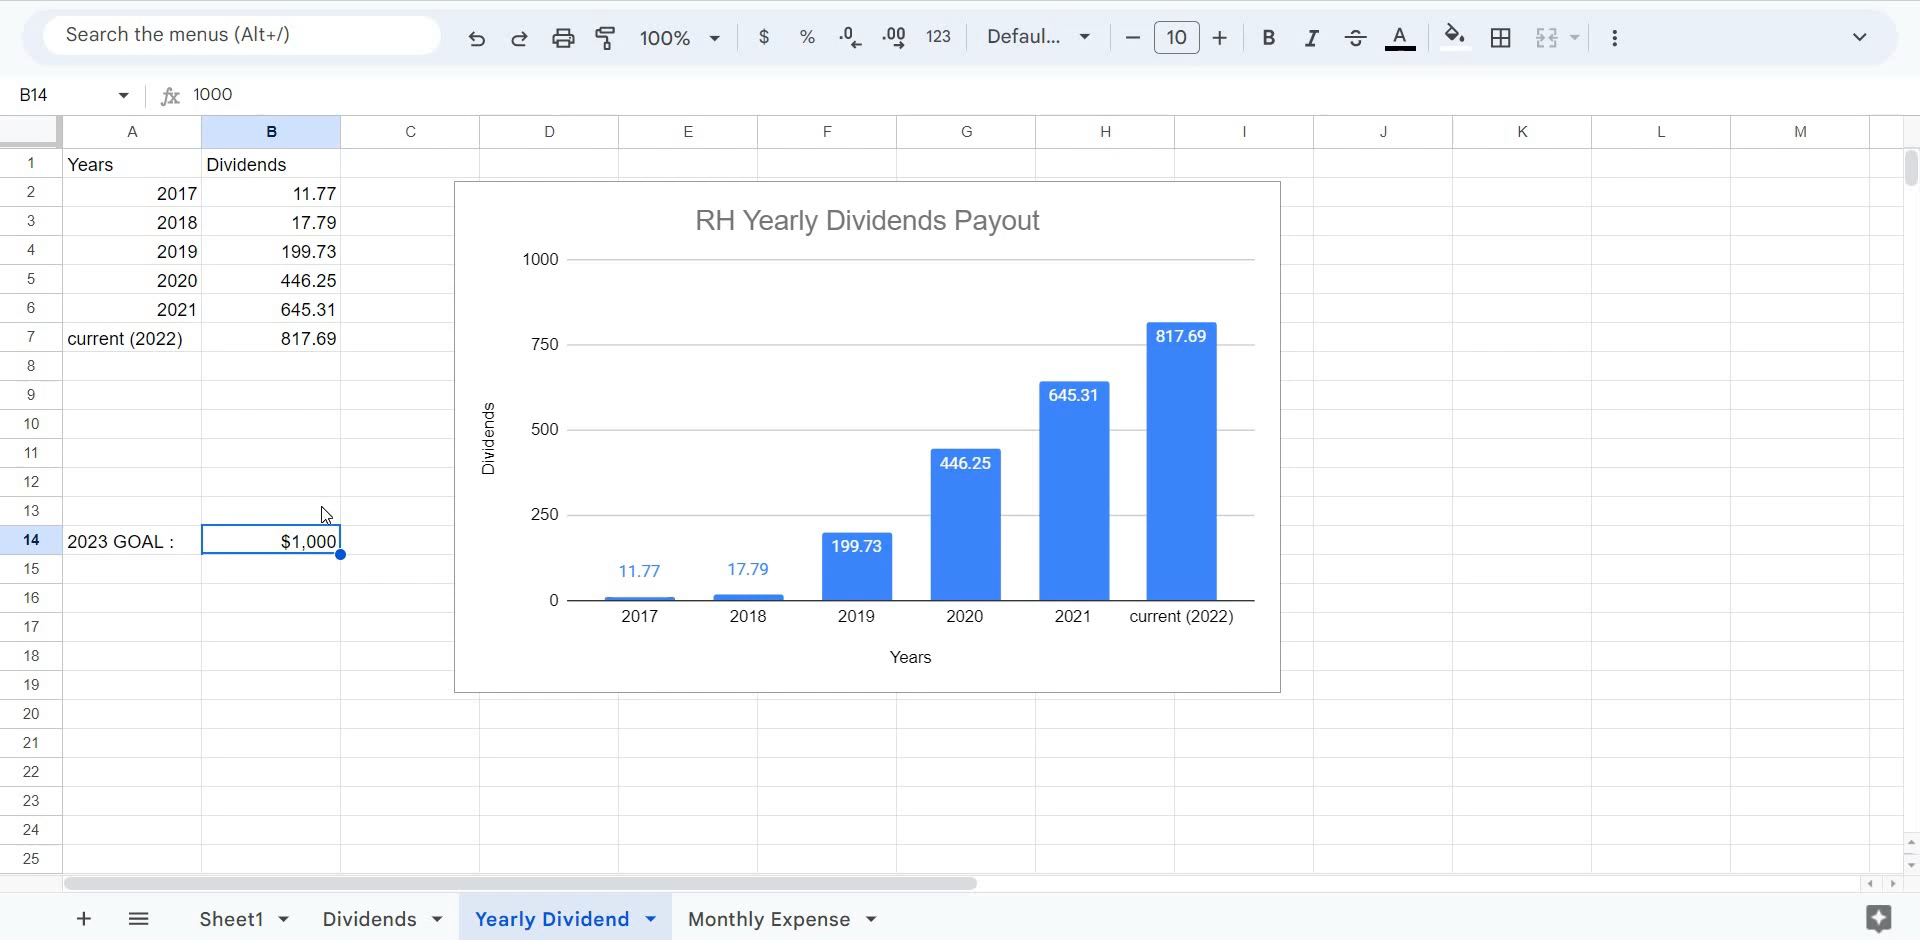 Search the menus (Alt+/)
100%
$ % .0 .00 123 Defaul... − 10 + B I S A
B14 fx 1000
A B C D E F G H I J K L M
1 Years Dividends
2 2017 11.77
3 2018 17.79
4 2019 199.73
5 2020 446.25
6 2021 645.31
7 current (2022) 817.69
8
9
10
11
12
13
14 2023 GOAL : $1,000
15
16
17
18
19
20
21
22
23
24
25
RH Yearly Dividends Payout
Dividends
1000
750
500
250
0
11.77 17.79 199.73 446.25 645.31 817.69
2017 2018 2019 2020 2021 current (2022)
Years
+ Sheet1 Dividends Yearly Dividend Monthly Expense